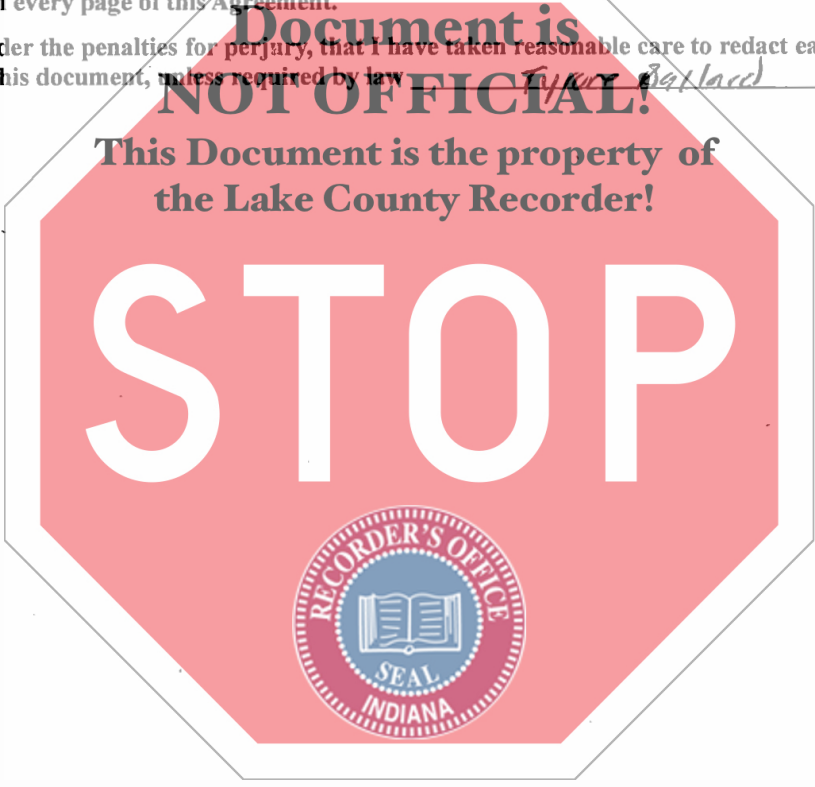 every page of this Agreement.
Document is
der the penalties for perjury, that I have taken reasonable care to redact ea
his document, unless required by law Ballard
NOT OFFICIAL!
This Document is the property of
the Lake County Recorder!
STOP
RECORDER'S OFFICE
SEAL
INDIANA